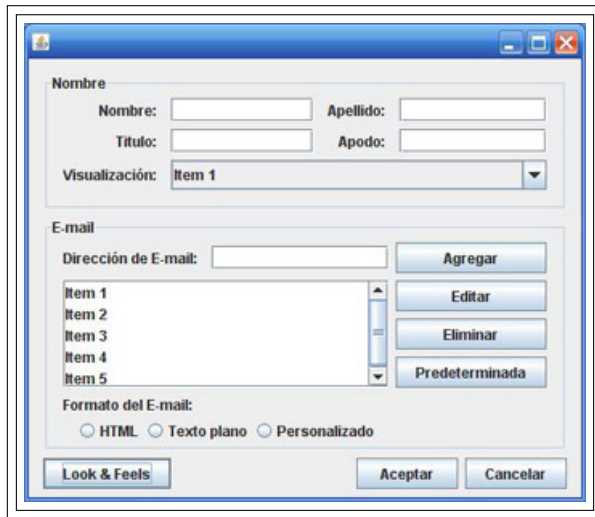 Nombre
Nombre: Apellido:
Titulo: Apodo:
Visualización: Item 1
E-mail
Dirección de E-mail: Agregar
Item 1 Editar
Item 2
Item 3 Eliminar
Item 4
Item 5 Predeterminada
Formato del E-mail:
HTML Texto plano Personalizado
Look & Feels Aceptar Cancelar